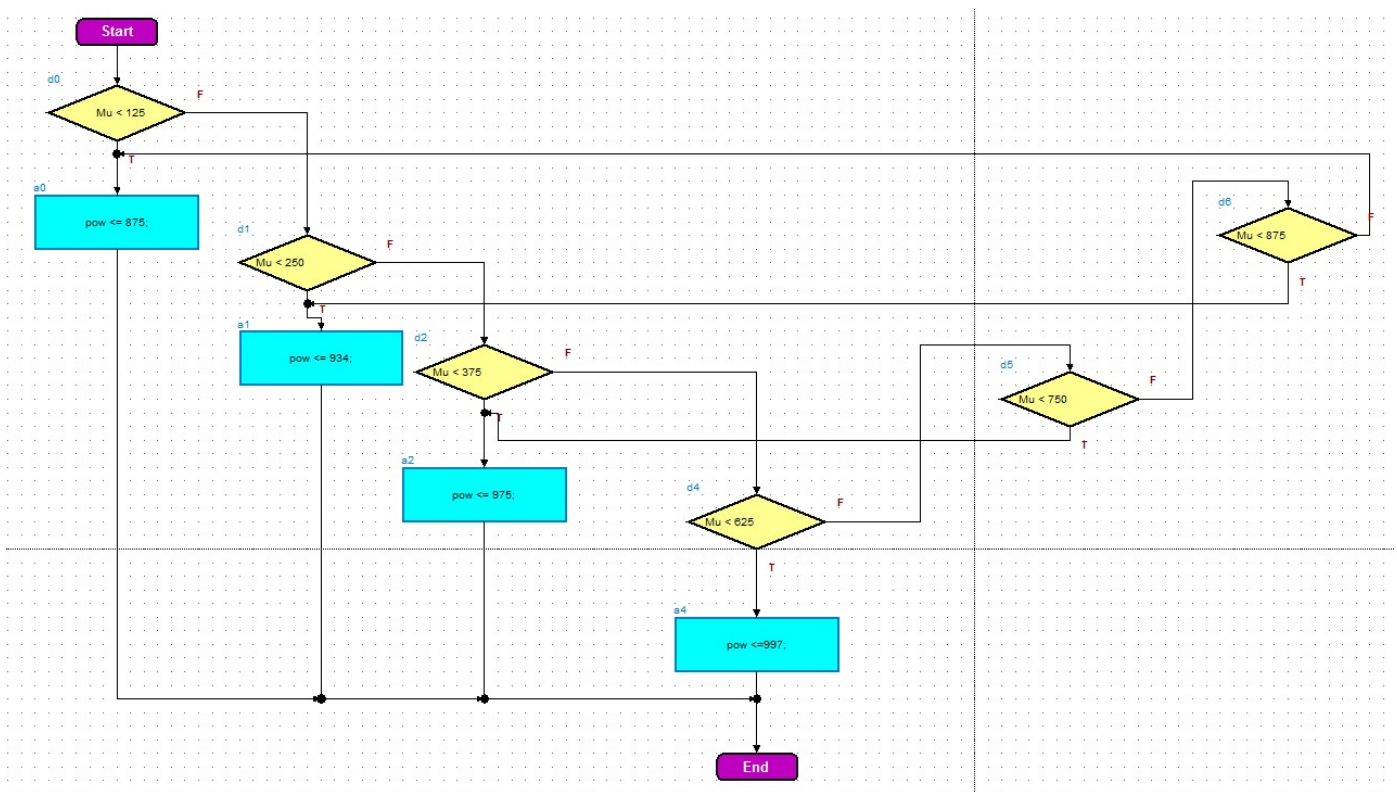 Start
d0
Mu < 125
F
T
a0
pow <= 875;
d1
Mu < 250
F
T
a1
pow <= 934;
d2
Mu < 375
F
T
a2
pow <= 975;
d4
Mu < 625
F
T
a4
pow <=997;
d5
Mu < 750
F
T
d6
Mu < 875
F
T
End